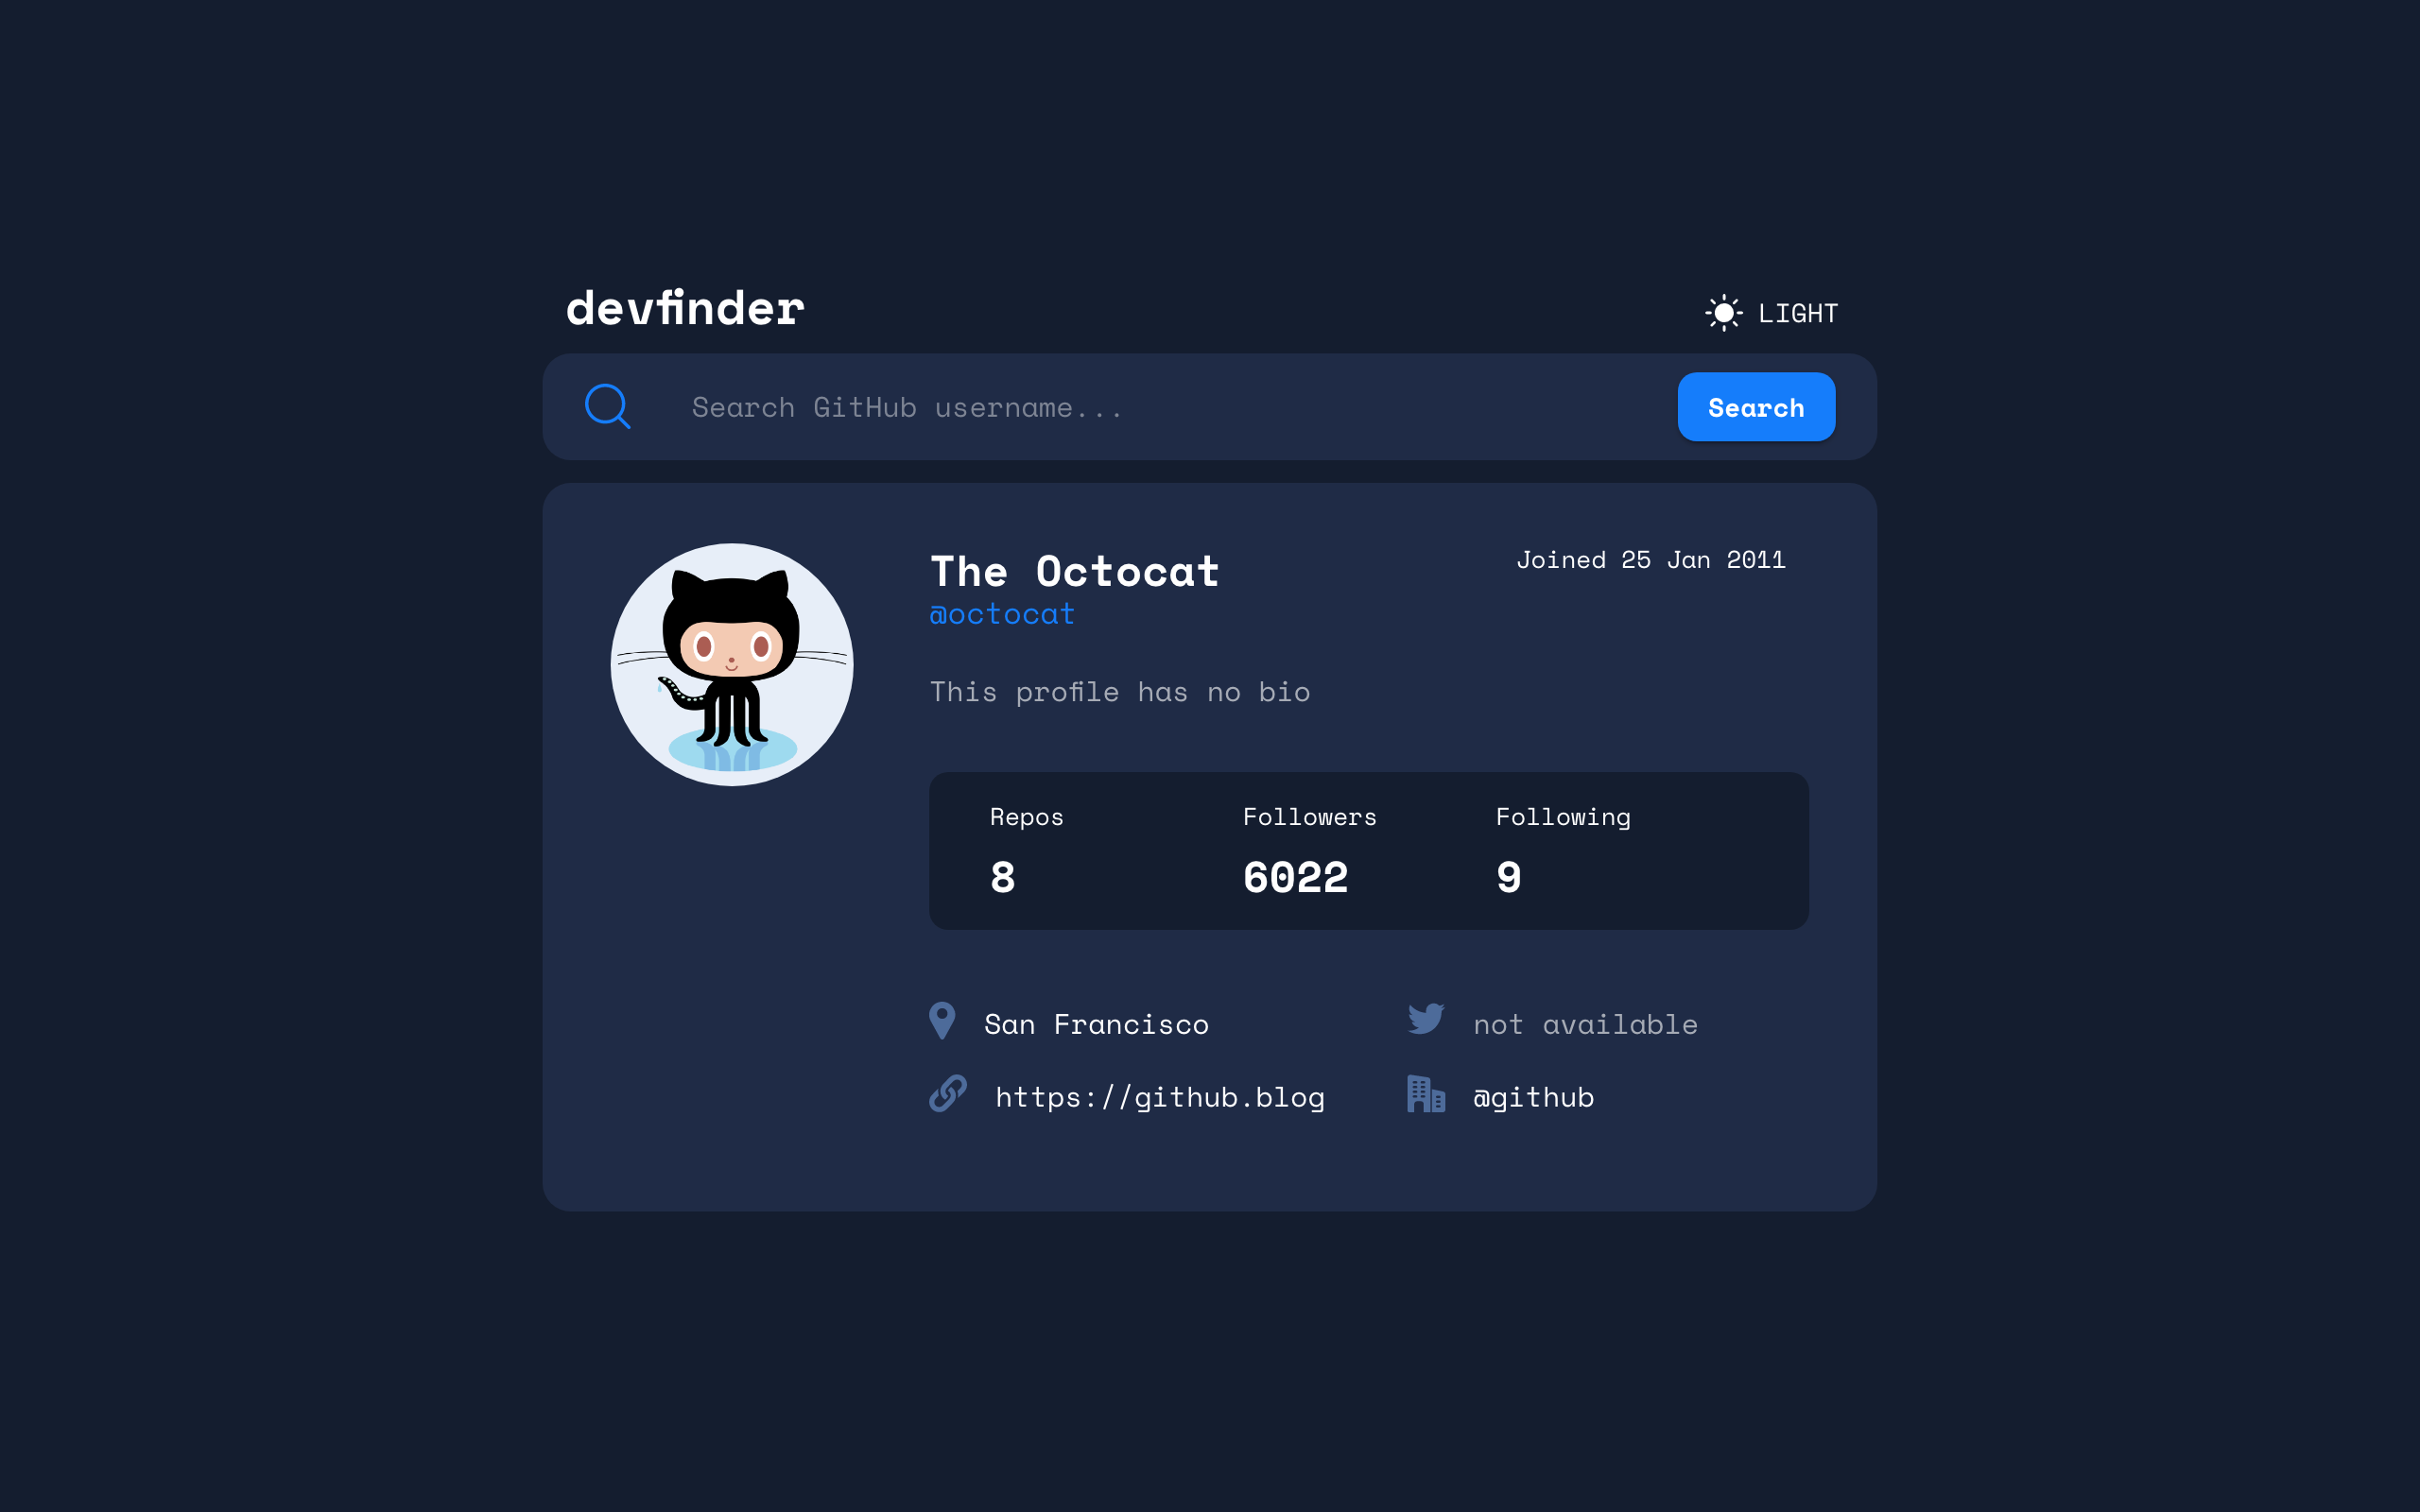 devfinder
LIGHT
Search GitHub username...
Search
The Octocat
Joined 25 Jan 2011
@octocat
This profile has no bio
Repos
Followers
Following
8
6022
9
San Francisco
not available
https://github.blog
@github